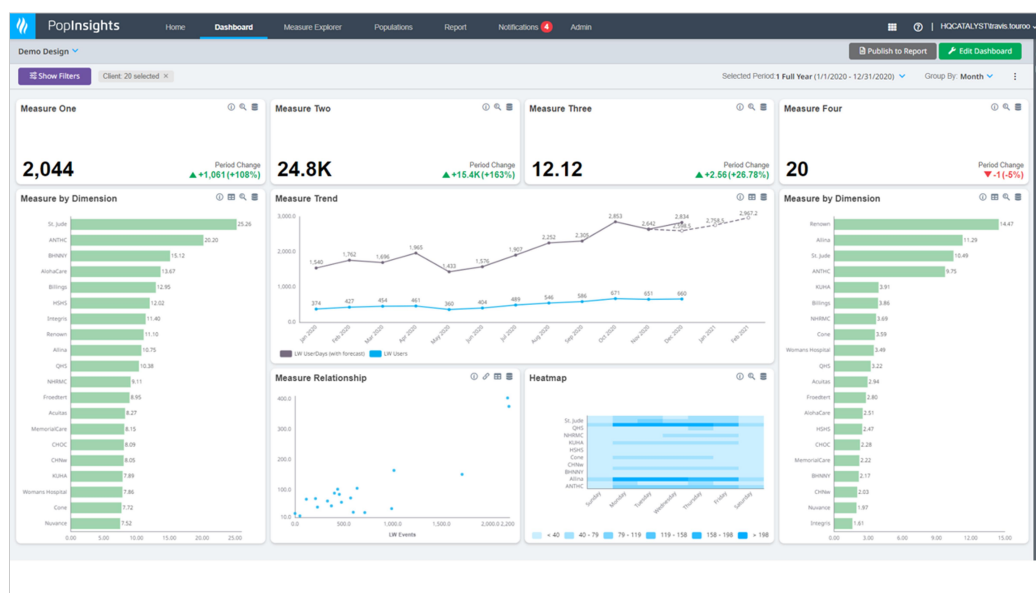 PopInsights Home Dashboard Measure Explorer Populations Report Notifications 4 Admin HQCATALYST\travis.touroo
Demo Design Publish to Report Edit Dashboard
Show Filters Client: 20 selected × Selected Period: 1 Full Year (1/1/2020 - 12/31/2020) Group By: Month
Measure One
2,044
Period Change
+1,061(+108%)
Measure Two
24.8K
Period Change
+15.4K(+163%)
Measure Three
12.12
Period Change
+2.56(+26.78%)
Measure Four
20
Period Change
-1(-5%)
Measure by Dimension
St. Jude 25.26
ANTHC 20.20
BHNNY 15.12
AlohaCare 13.67
Billings 12.95
HSHS 12.02
Integris 11.40
Renown 11.10
Allina 10.75
QHS 10.38
NHRMC 9.11
Froedtert 8.95
Acuitas 8.27
MemorialCare 8.15
CHOC 8.09
CHNw 8.05
KUHA 7.89
Womans Hospital 7.86
Cone 7.72
Nuvance 7.52
0.00 5.00 10.00 15.00 20.00 25.00
Measure Trend
3,000.0
2,000.0
1,000.0
0.0
1,540 1,762 1,696 1,965 1,433 1,576 1,907 2,252 2,305 2,853 2,642 2,834 2,598.5 2,758.5 2,967.2
374 427 454 461 360 404 489 546 586 671 651 660
Jan 2020 Feb 2020 Mar 2020 Apr 2020 May 2020 Jun 2020 Jul 2020 Aug 2020 Sep 2020 Oct 2020 Nov 2020 Dec 2020 Jan 2021 Feb 2021
LW UserDays (with forecast) LW Users
Measure Relationship
400.0
300.0
200.0
100.0
10.0
0.0 500.0 1,000.0 1,500.0 2,000.0 2,200
LW Events
Heatmap
St. Jude
QHS
NHRMC
KUHA
HSHS
Cone
CHNw
BHNNY
Allina
ANTHC
Sunday Monday Tuesday Wednesday Thursday Friday Saturday
< 40 40 - 79 79 - 119 119 - 158 158 - 198 > 198
Measure by Dimension
Renown 14.47
Allina 11.29
St. Jude 10.49
ANTHC 9.75
KUHA 3.91
Billings 3.86
NHRMC 3.69
Cone 3.59
Womans Hospital 3.49
QHS 3.22
Acuitas 2.94
Froedtert 2.80
AlohaCare 2.51
HSHS 2.47
CHOC 2.28
MemorialCare 2.22
BHNNY 2.17
CHNw 2.03
Nuvance 1.87
Integris 1.61
0.00 3.00 6.00 9.00 12.00 15.00